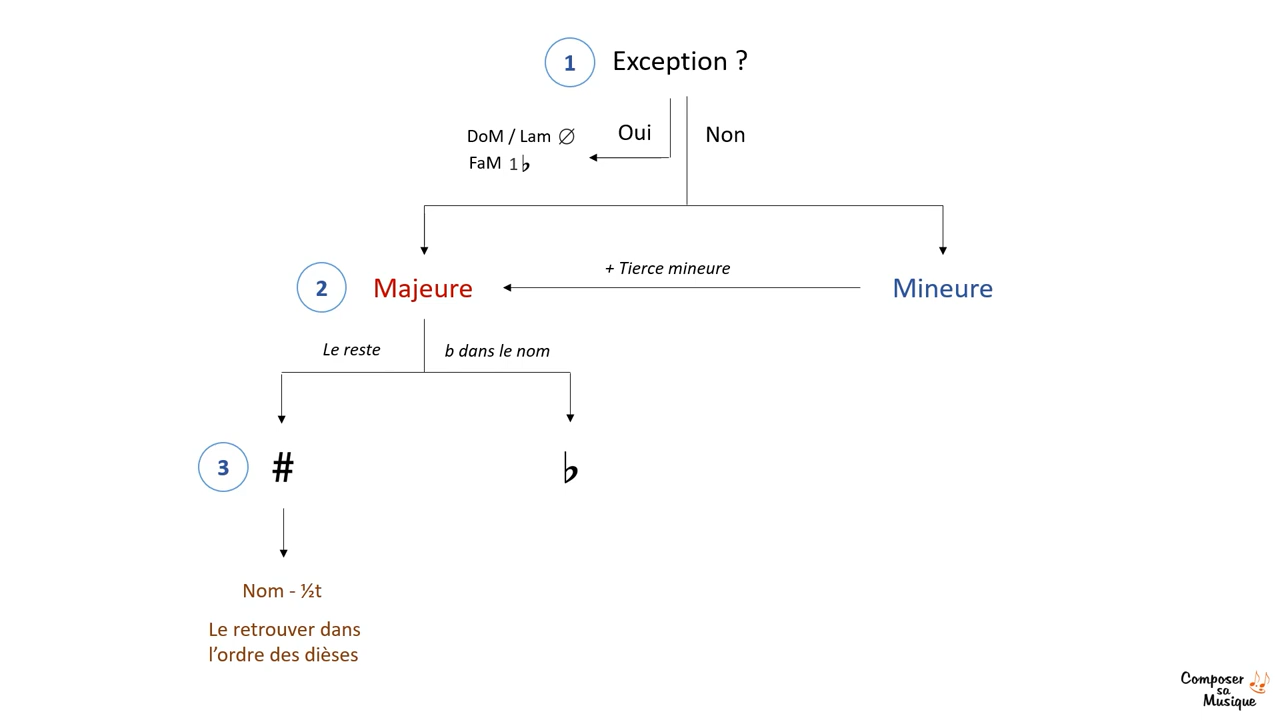 1 Exception ?
DoM / Lam ∅
FaM 1♭
Oui
Non
+ Tierce mineure
2 Majeure
Mineure
Le reste
b dans le nom
3 #
♭
Nom - ½t
Le retrouver dans
l’ordre des dièses
Composer
sa
Musique